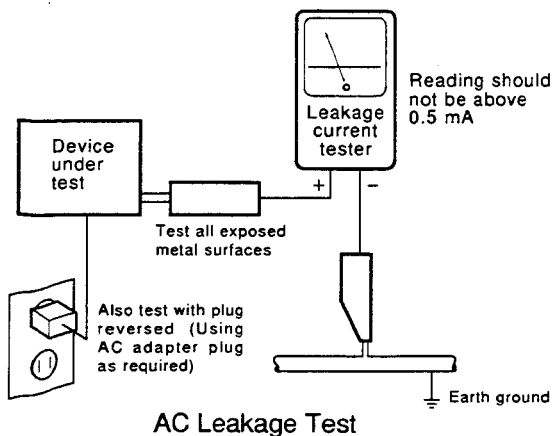 Reading should
not be above
0.5 mA
Leakage
current
tester
+ −
Device
under
test
Test all exposed
metal surfaces
Also test with plug
reversed (Using
AC adapter plug
as required)
Earth ground
AC Leakage Test